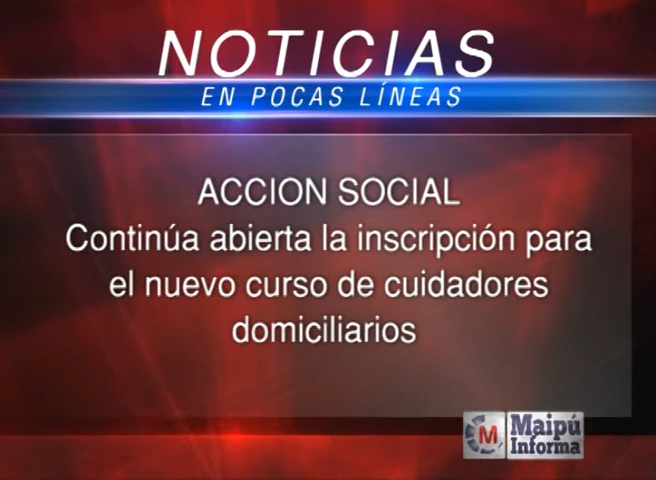 NOTICIAS
EN POCAS LÍNEAS
ACCION SOCIAL
Continúa abierta la inscripción para
el nuevo curso de cuidadores
domiciliarios
M
Maipú
Informa